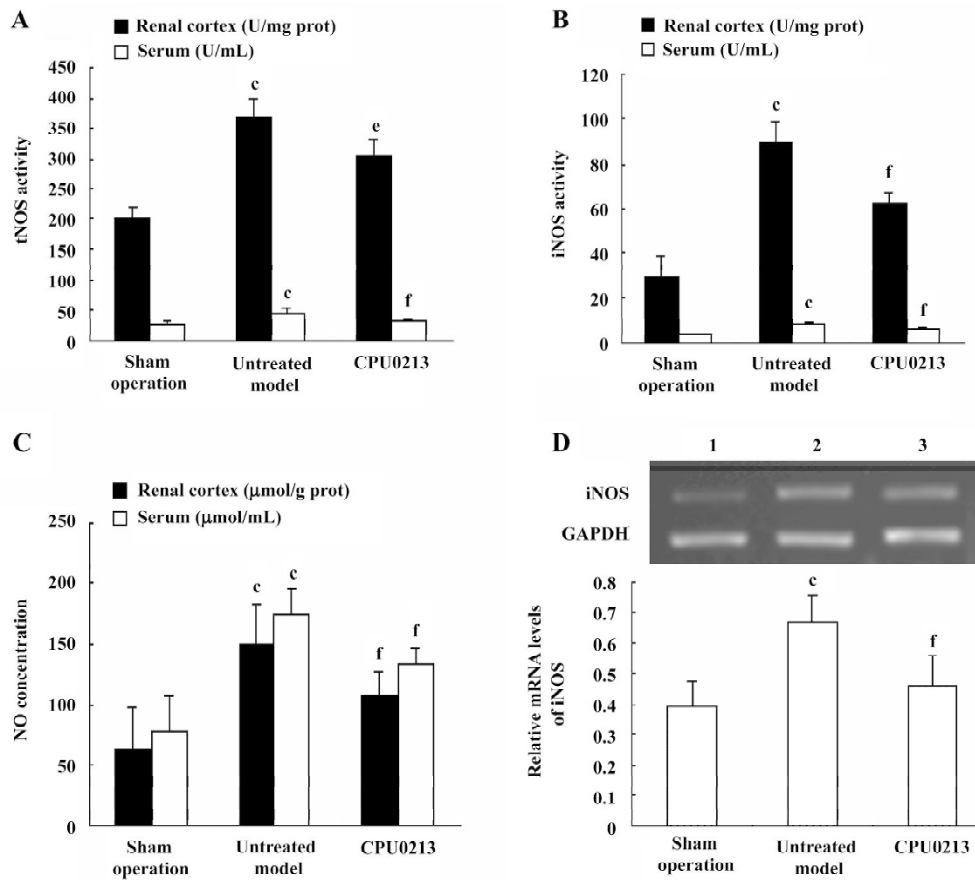 A
Renal cortex (U/mg prot)
Serum (U/mL)
tNOS activity
450
400
350
300
250
200
150
100
50
0
c
c
e
f
Sham
operation
Untreated
model
CPU0213
B
Renal cortex (U/mg prot)
Serum (U/mL)
iNOS activity
120
100
80
60
40
20
0
c
c
f
f
Sham
operation
Untreated
model
CPU0213
C
Renal cortex (μmol/g prot)
Serum (μmol/mL)
NO concentration
250
200
150
100
50
0
c
c
f
f
Sham
operation
Untreated
model
CPU0213
D
1
2
3
iNOS
GAPDH
Relative mRNA levels
of iNOS
0.8
0.7
0.6
0.5
0.4
0.3
0.2
0.1
0
c
f
Sham
operation
Untreated
model
CPU0213